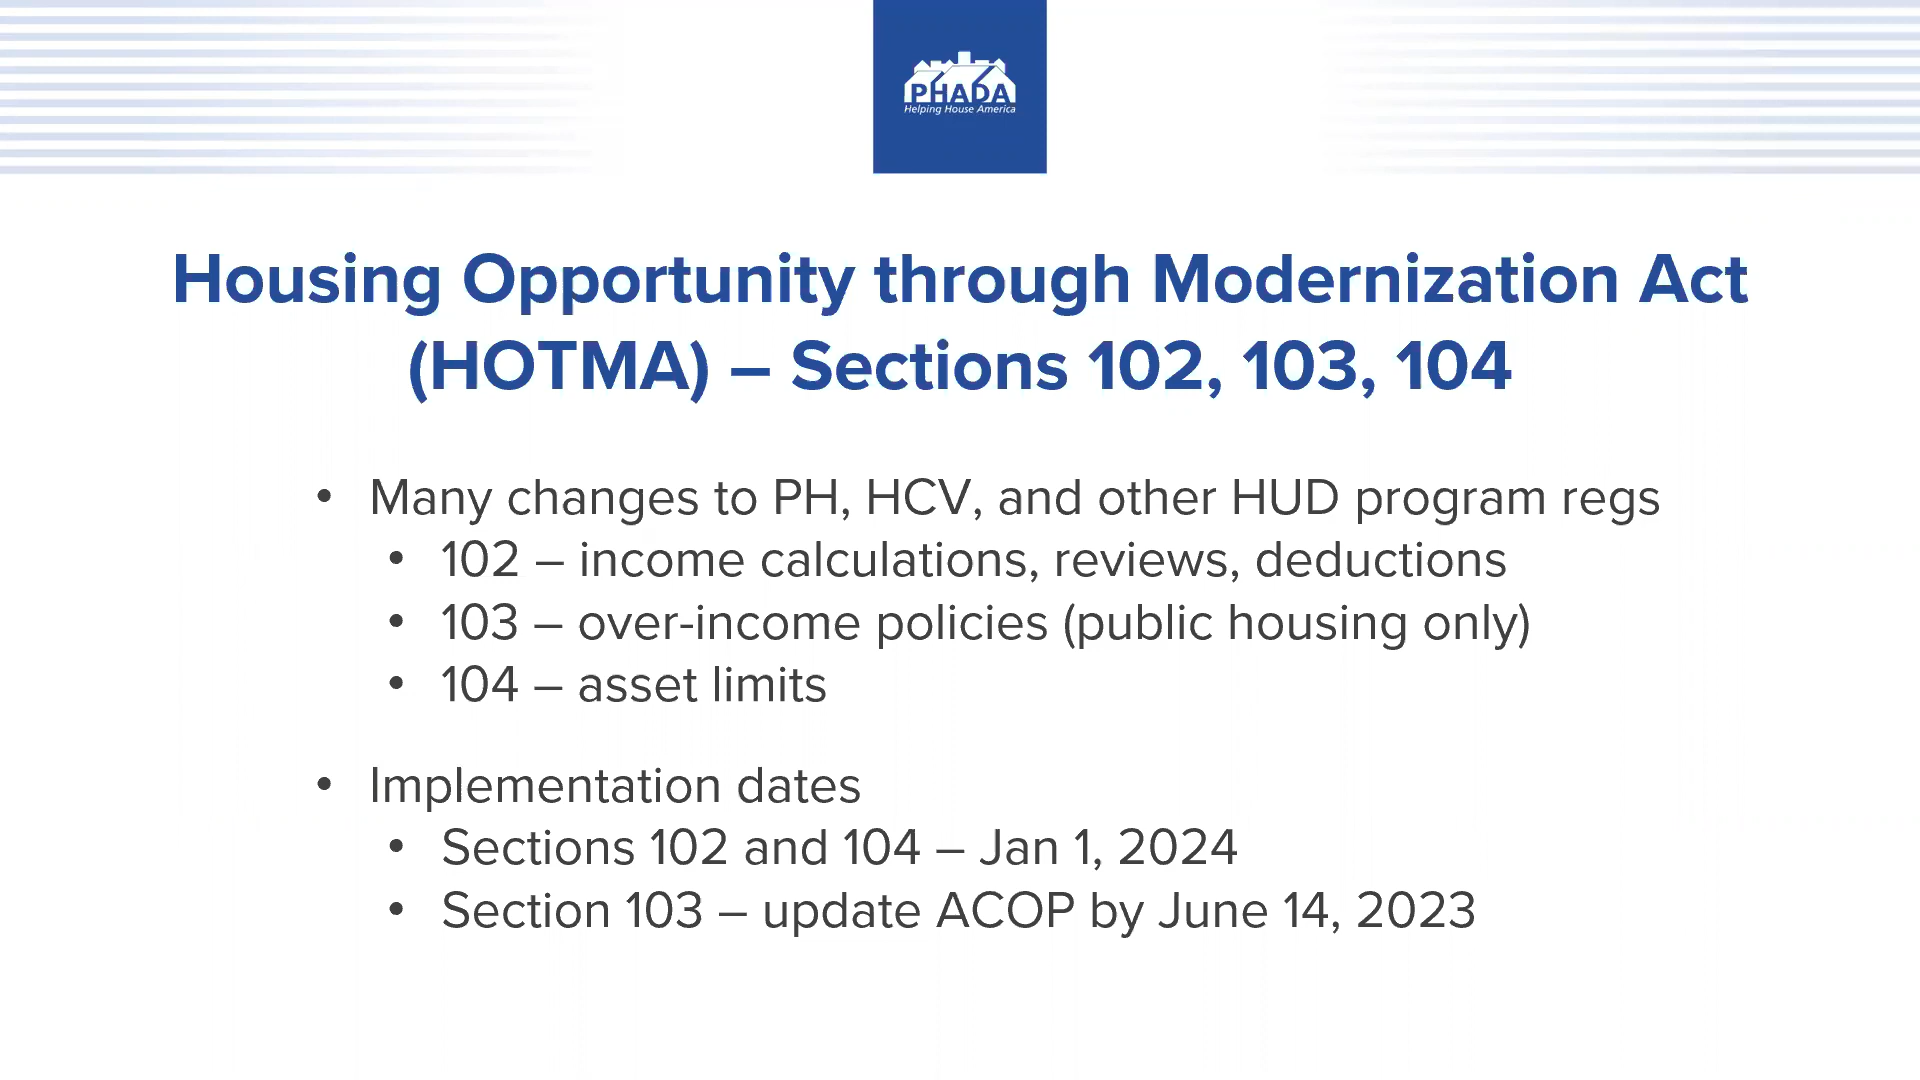 PHADA
Helping House America
Housing Opportunity through Modernization Act
(HOTMA) – Sections 102, 103, 104
• Many changes to PH, HCV, and other HUD program regs
• 102 – income calculations, reviews, deductions
• 103 – over-income policies (public housing only)
• 104 – asset limits
• Implementation dates
• Sections 102 and 104 – Jan 1, 2024
• Section 103 – update ACOP by June 14, 2023